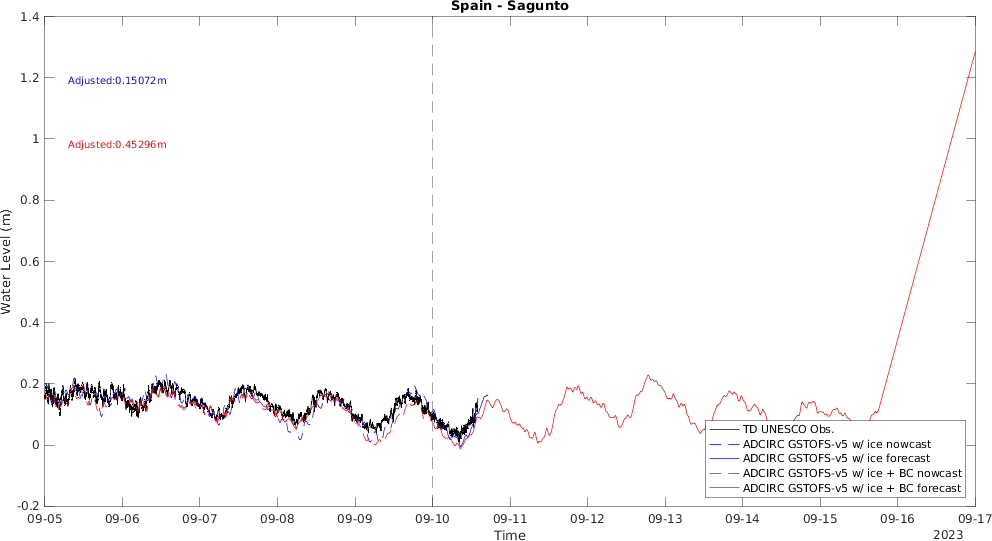 Spain - Sagunto
1.4
1.2
1
0.8
0.6
0.4
0.2
0
-0.2
Water Level (m)
Adjusted:0.15072m
Adjusted:0.45296m
TD UNESCO Obs.
ADCIRC GSTOFS-v5 w/ ice nowcast
ADCIRC GSTOFS-v5 w/ ice forecast
ADCIRC GSTOFS-v5 w/ ice + BC nowcast
ADCIRC GSTOFS-v5 w/ ice + BC forecast
09-05 09-06 09-07 09-08 09-09 09-10 09-11 09-12 09-13 09-14 09-15 09-16 09-17
Time
2023